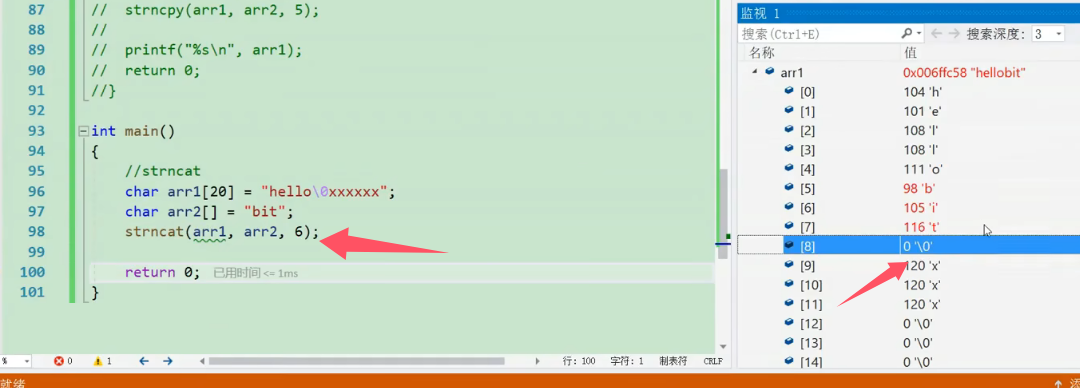 87 // strncpy(arr1, arr2, 5);
88 //
89 // printf("%s\n", arr1);
90 // return 0;
91 //}
92
93 int main()
94 {
95 //strncat
96 char arr1[20] = "hello\0xxxxxx";
97 char arr2[] = "bit";
98 strncat(arr1, arr2, 6);
99
100 return 0; 已用时间 <= 1ms
101 }
% 0 1 行: 100 字符: 1 制表符 CRLF
就绪
监视 1
搜索(Ctrl+E) 搜索深度: 3
名称 值
arr1 0x006ffc58 "hellobit"
[0] 104 'h'
[1] 101 'e'
[2] 108 'l'
[3] 108 'l'
[4] 111 'o'
[5] 98 'b'
[6] 105 'i'
[7] 116 't'
[8] 0 '\0'
[9] 120 'x'
[10] 120 'x'
[11] 120 'x'
[12] 0 '\0'
[13] 0 '\0'
[14] 0 '\0'